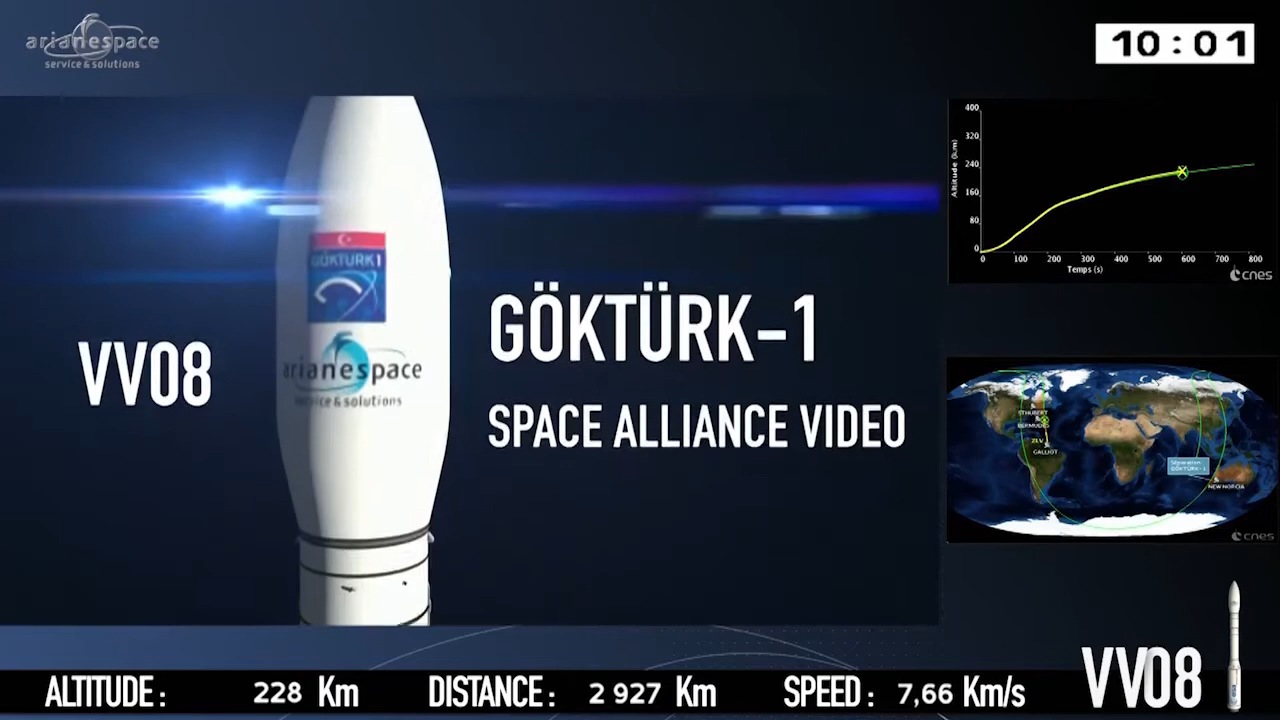 arianespace
service & solutions
10:01
400
320
240
160
80
0
Altitude (km)
0 100 200 300 400 500 600 700 800
Temps (s)
cnes
GÖKTÜRK1
arianespace
service & solutions
VV08
GÖKTÜRK-1
SPACE ALLIANCE VIDEO
STHUBERT
BERMUDES
ZLV
GALLIOT
Séparation
GÖKTÜRK-1
NEW NORCIA
cnes
VV08
ALTITUDE : 228 Km DISTANCE : 2 927 Km SPEED : 7,66 Km/s